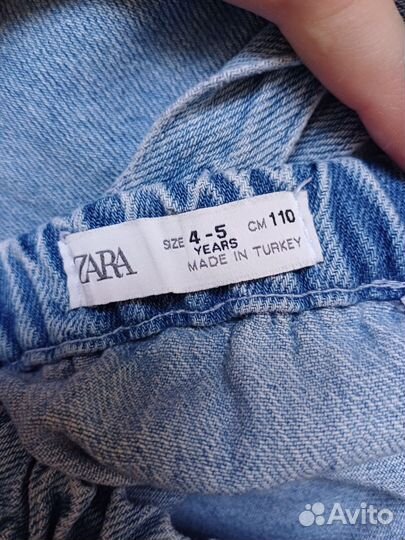 ZARA
SIZE 4-5 CM 110
YEARS
MADE IN TURKEY
Avito